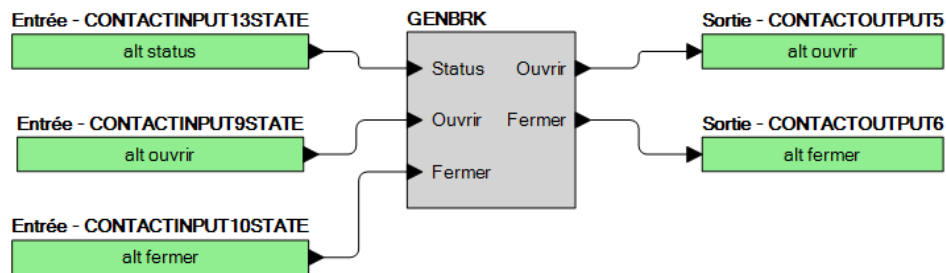 Entrée - CONTACTINPUT13STATE
alt status
Entrée - CONTACTINPUT9STATE
alt ouvrir
Entrée - CONTACTINPUT10STATE
alt fermer
GENBRK
Status Ouvrir
Ouvrir Fermer
Fermer
Sortie - CONTACTOUTPUT5
alt ouvrir
Sortie - CONTACTOUTPUT6
alt fermer